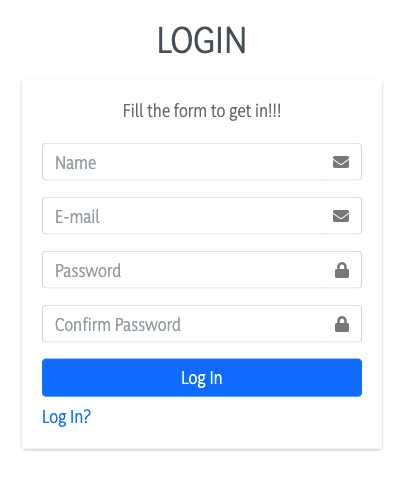 LOGIN
Fill the form to get in!!!
Name
E-mail
Password
Confirm Password
Log In
Log In?